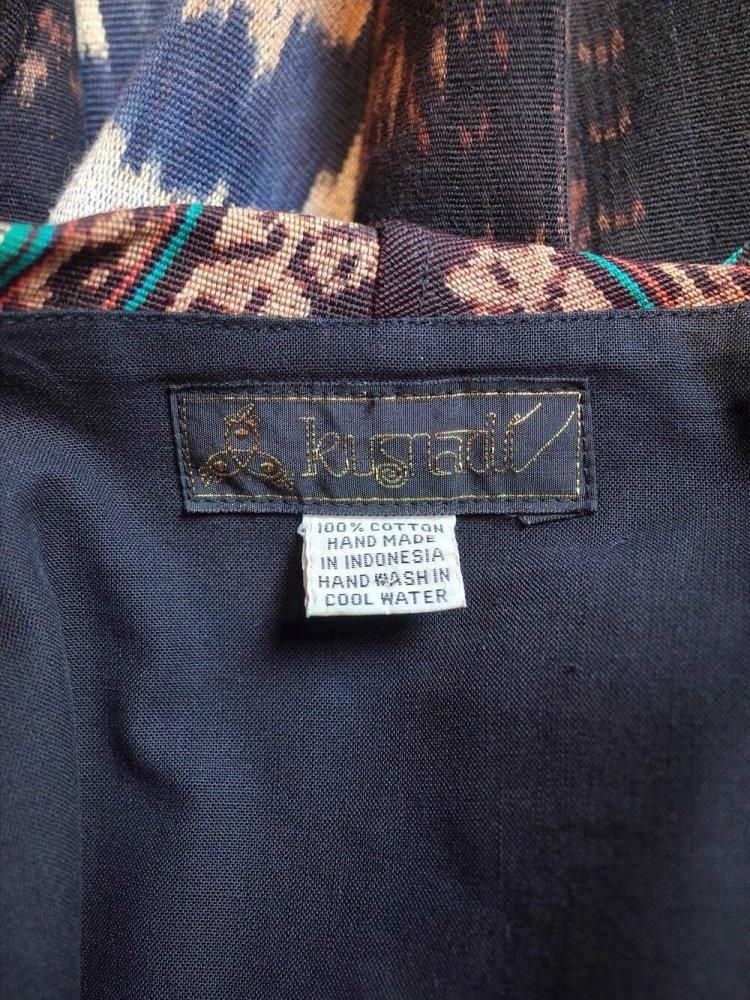 kusnadi
100% COTTON
HAND MADE
IN INDONESIA
HAND WASH IN
COOL WATER